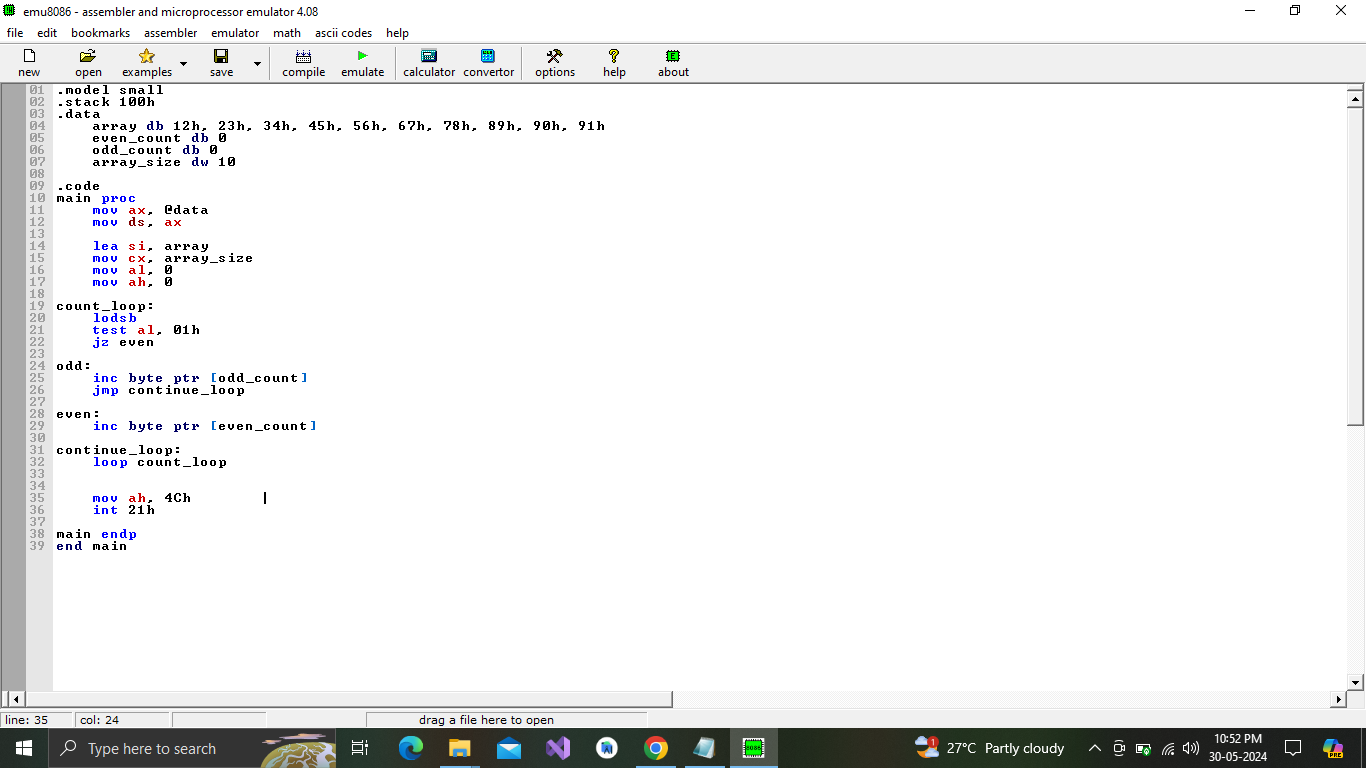 emu8086 - assembler and microprocessor emulator 4.08
file edit bookmarks assembler emulator math ascii codes help
new open examples save compile emulate calculator convertor options help about
01 .model small
02 .stack 100h
03 .data
04     array db 12h, 23h, 34h, 45h, 56h, 67h, 78h, 89h, 90h, 91h
05     even_count db 0
06     odd_count db 0
07     array_size dw 10
08
09 .code
10 main proc
11     mov ax, @data
12     mov ds, ax
13
14     lea si, array
15     mov cx, array_size
16     mov al, 0
17     mov ah, 0
18
19 count_loop:
20     lodsb
21     test al, 01h
22     jz even
23
24 odd:
25     inc byte ptr [odd_count]
26     jmp continue_loop
27
28 even:
29     inc byte ptr [even_count]
30
31 continue_loop:
32     loop count_loop
33
34
35     mov ah, 4Ch
36     int 21h
37
38 main endp
39 end main
line: 35 col: 24 drag a file here to open
Type here to search
1 27°C Partly cloudy
10:52 PM
30-05-2024
8086
PRE